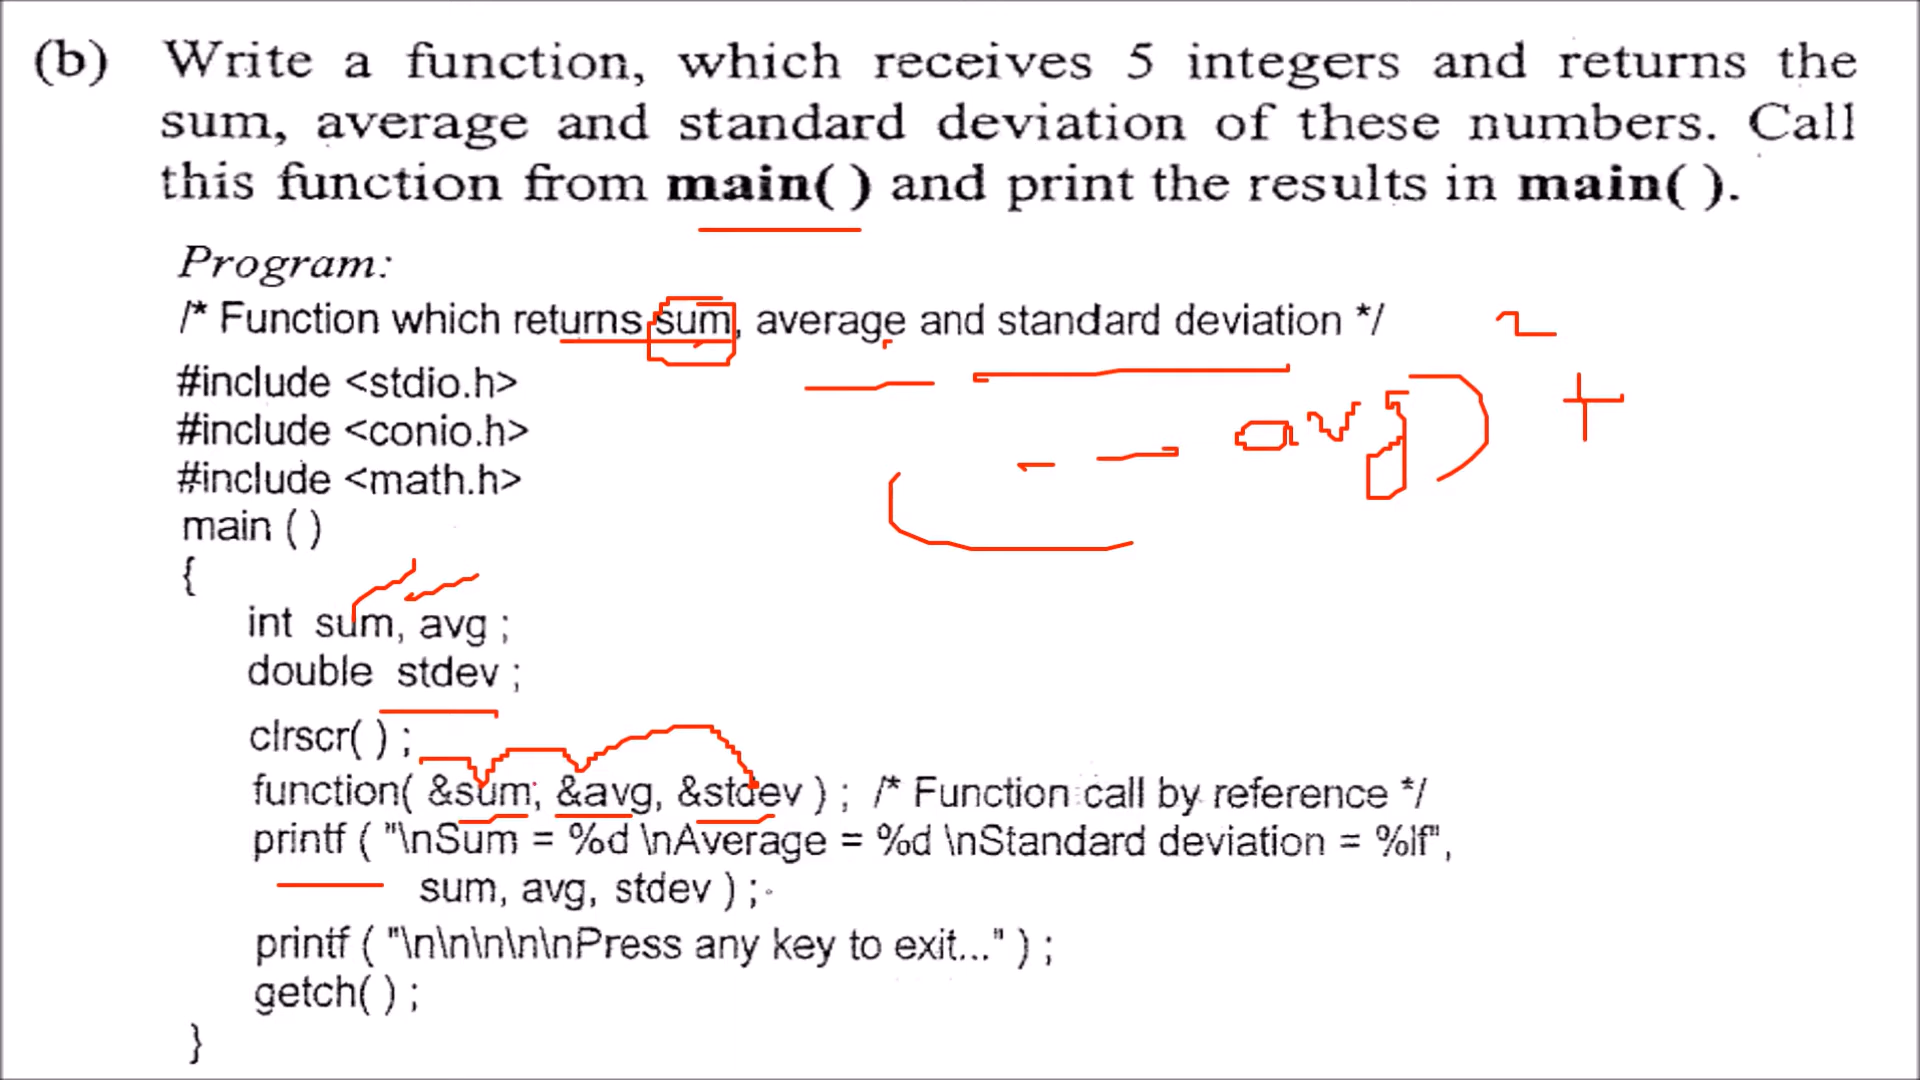 (b) Write a function, which receives 5 integers and returns the
sum, average and standard deviation of these numbers. Call
this function from main( ) and print the results in main( ).
Program:
/* Function which returns sum, average and standard deviation */
#include <stdio.h>
#include <conio.h>
avg) 2 +
#include <math.h>
main ( )
{
int sum, avg ;
double stdev ;
clrscr( ) ;
function( &sum, &avg, &stdev ) ; /* Function call by reference */
printf ( "\nSum = %d \nAverage = %d \nStandard deviation = %lf",
sum, avg, stdev ) ;
printf ( "\n\n\n\n\nPress any key to exit..." ) ;
getch( ) ;
}